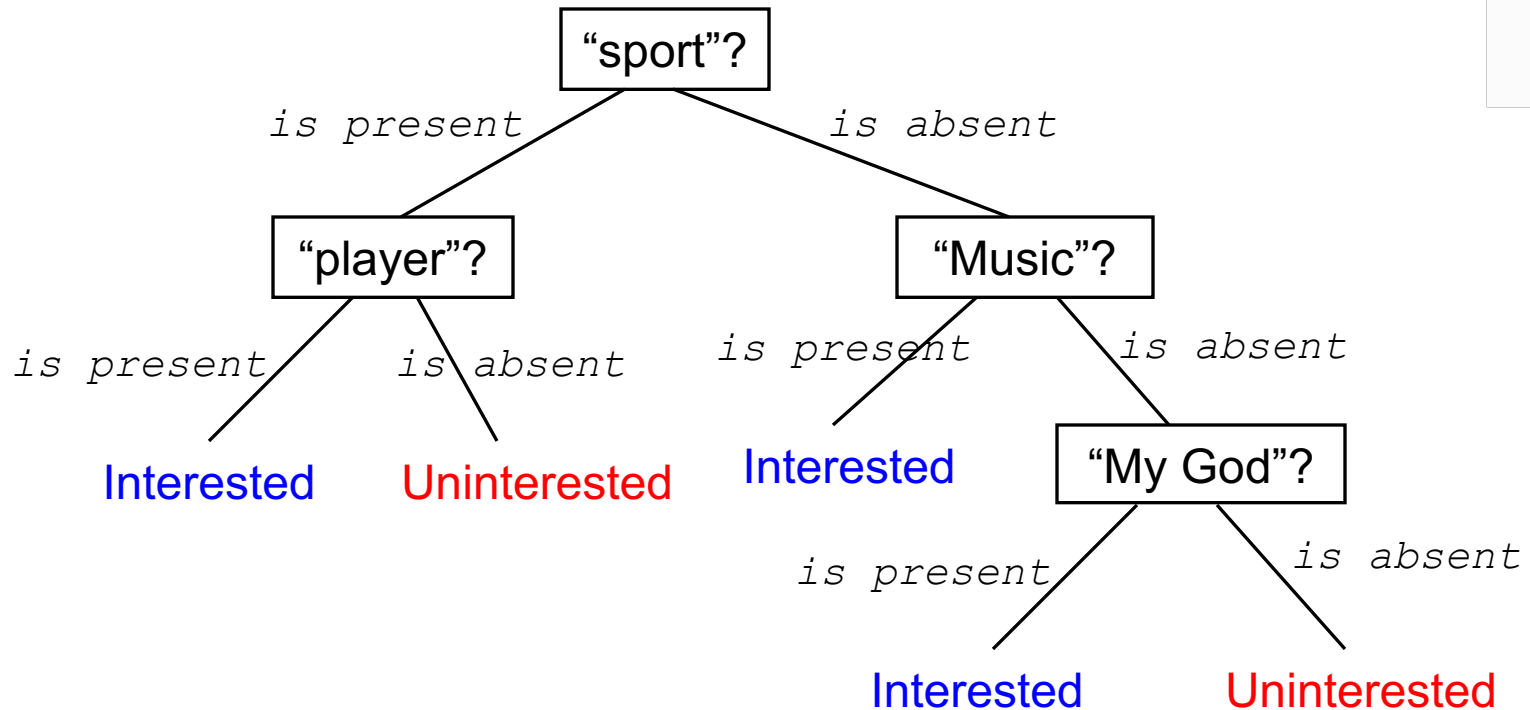 “sport”?
is present
is absent
“player”?
“Music”?
is present
is absent
is present
is absent
Interested
Uninterested
Interested
“My God”?
is present
is absent
Interested
Uninterested